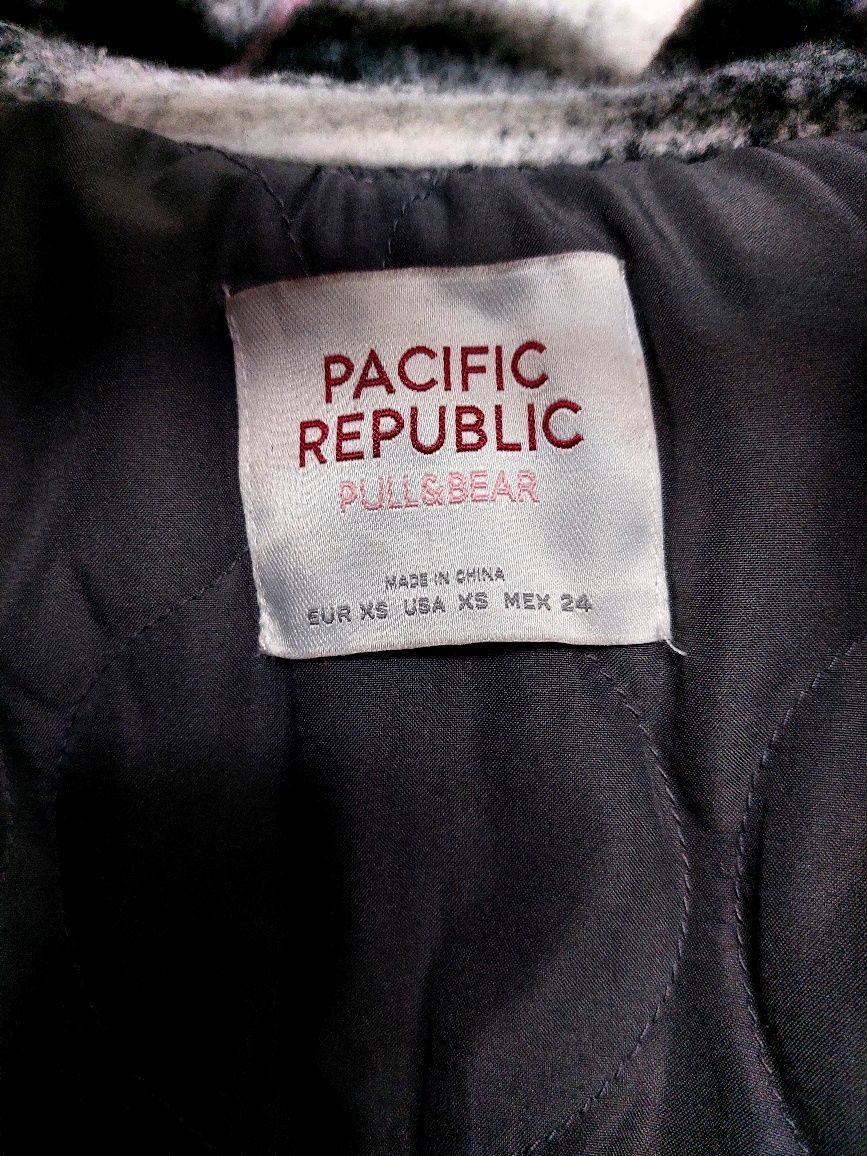 PACIFIC
REPUBLIC
PULL&BEAR
MADE IN CHINA
EUR XS USA XS MEX 24